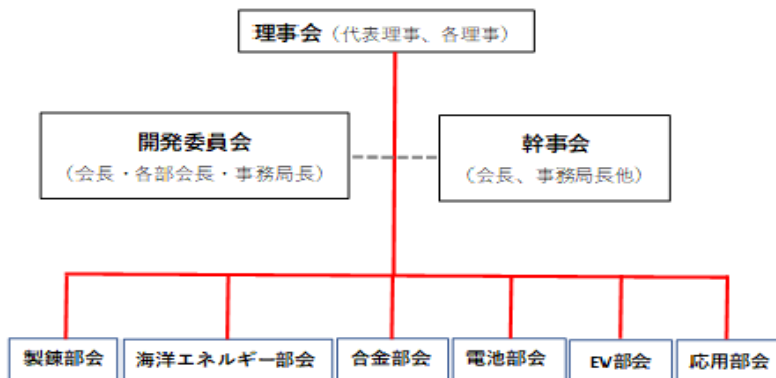 理事会（代表理事、各理事）
開発委員会
（会長・各部会長・事務局長）
幹事会
（会長、事務局長他）
製錬部会
海洋エネルギー部会
合金部会
電池部会
EV部会
応用部会